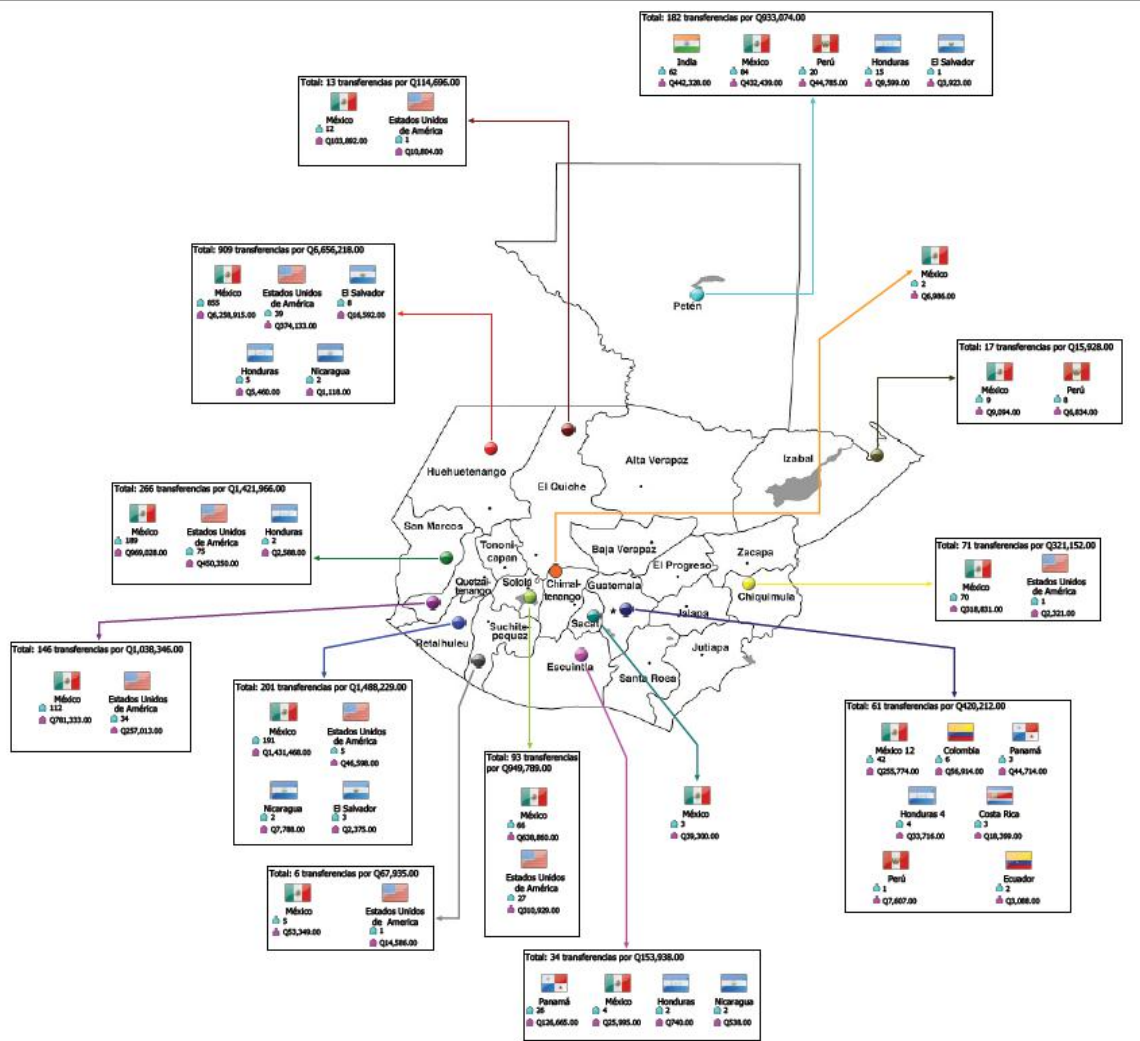 Total: 182 transferencias por Q933,074.00
India
62
Q442,328.00
México
84
Q432,439.00
Perú
20
Q44,785.00
Honduras
15
Q9,599.00
El Salvador
1
Q3,923.00
Total: 13 transferencias por Q114,696.00
México
12
Q103,892.00
Estados Unidos
de América
1
Q10,804.00
Total: 909 transferencias por Q6,656,218.00
México
855
Q6,258,915.00
Estados Unidos
de América
39
Q374,133.00
El Salvador
8
Q16,592.00
Honduras
5
Q5,460.00
Nicaragua
2
Q1,118.00
México
2
Q6,986.00
Petén
Total: 17 transferencias por Q15,928.00
México
9
Q9,094.00
Perú
8
Q6,834.00
Huehuetenango
El Quiche
Alta Verapaz
Izabal
Total: 266 transferencias por Q1,421,966.00
México
189
Q969,028.00
Estados Unidos
de América
75
Q450,350.00
Honduras
2
Q2,588.00
San Marcos
Tononi-
capan
Baja Verapaz
Zacapa
El Progreso
Quetzal-
tenango
Sololá
Chimal-
tenango
Guatemala
*
Jalapa
Chiquimula
Retalhuleu
Suchite-
pequez
Sacat
Jutiapa
Escuintla
Santa Rosa
Total: 71 transferencias por Q321,152.00
México
70
Q318,831.00
Estados Unidos
de América
1
Q2,321.00
Total: 146 transferencias por Q1,038,346.00
México
112
Q781,333.00
Estados Unidos
de América
34
Q257,013.00
Total: 201 transferencias por Q1,488,229.00
México
191
Q1,431,468.00
Estados Unidos
de América
5
Q46,598.00
Nicaragua
2
Q7,788.00
El Salvador
3
Q2,375.00
Total: 93 transferencias
por Q949,789.00
México
66
Q638,860.00
Estados Unidos
de América
27
Q310,929.00
México
3
Q39,300.00
Total: 61 transferencias por Q420,212.00
México 12
42
Q255,774.00
Colombia
6
Q56,914.00
Panamá
3
Q44,714.00
Honduras 4
4
Q33,716.00
Costa Rica
3
Q18,399.00
Perú
1
Q7,607.00
Ecuador
2
Q3,088.00
Total: 6 transferencias por Q67,935.00
México
5
Q53,349.00
Estados Unidos
de America
1
Q14,586.00
Total: 34 transferencias por Q153,938.00
Panamá
26
Q126,665.00
México
4
Q25,995.00
Honduras
2
Q740.00
Nicaragua
2
Q538.00